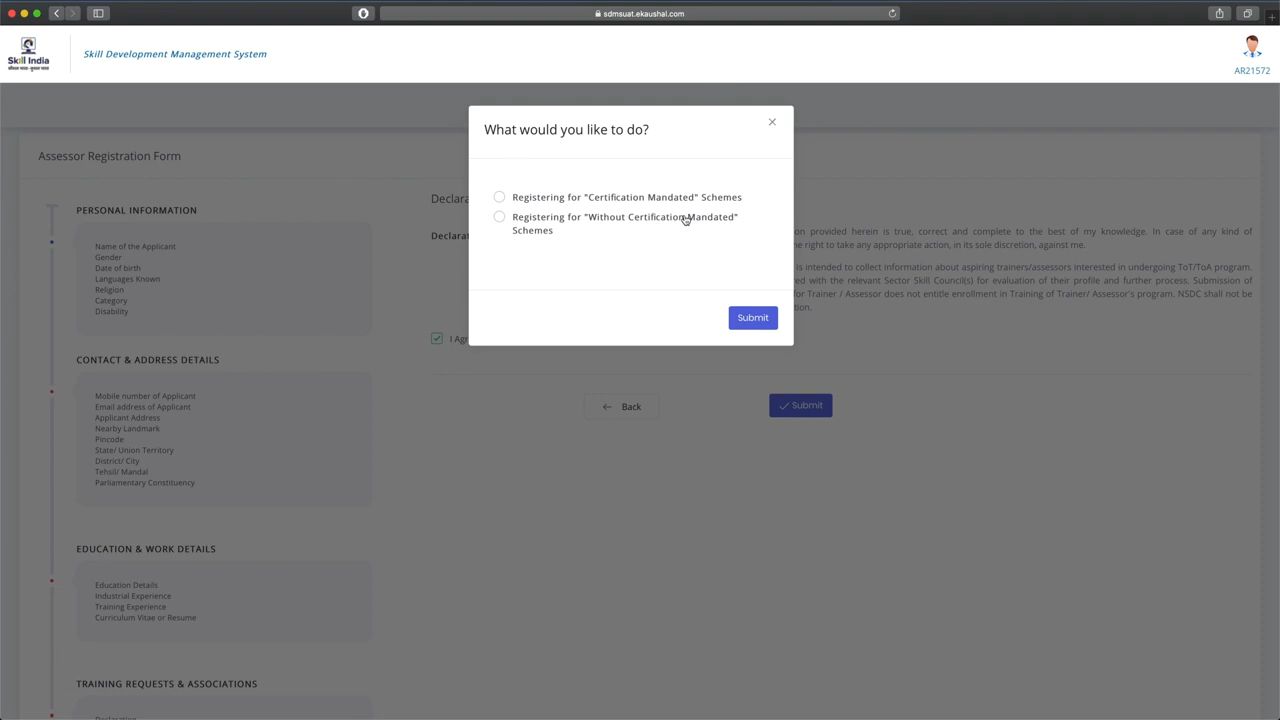 sdmsuat.ekaushal.com
Skill India
Skill Development Management System
AR21572
What would you like to do?
Registering for "Certification Mandated" Schemes
Registering for "Without Certification Mandated"
Schemes
Submit
Assessor Registration Form
PERSONAL INFORMATION
Name of the Applicant
Gender
Date of birth
Languages Known
Religion
Category
Disability
CONTACT & ADDRESS DETAILS
Mobile number of Applicant
Email address of Applicant
Applicant Address
Nearby Landmark
Pincode
State/ Union Territory
District/ City
Tehsil/ Mandal
Parliamentary Constituency
EDUCATION & WORK DETAILS
Education Details
Industrial Experience
Training Experience
Curriculum Vitae or Resume
TRAINING REQUESTS & ASSOCIATIONS
Declaration
Declara
Declarat
on provided herein is true, correct and complete to the best of my knowledge. In case of any kind of
he right to take any appropriate action, in its sole discretion, against me.
is intended to collect information about aspiring trainers/assessors interested in undergoing ToT/ToA program.
ed with the relevant Sector Skill Council(s) for evaluation of their profile and further process. Submission of
for Trainer / Assessor does not entitle enrollment in Training of Trainer/ Assessor's program. NSDC shall not be
tion.
I Agr
Back
Submit